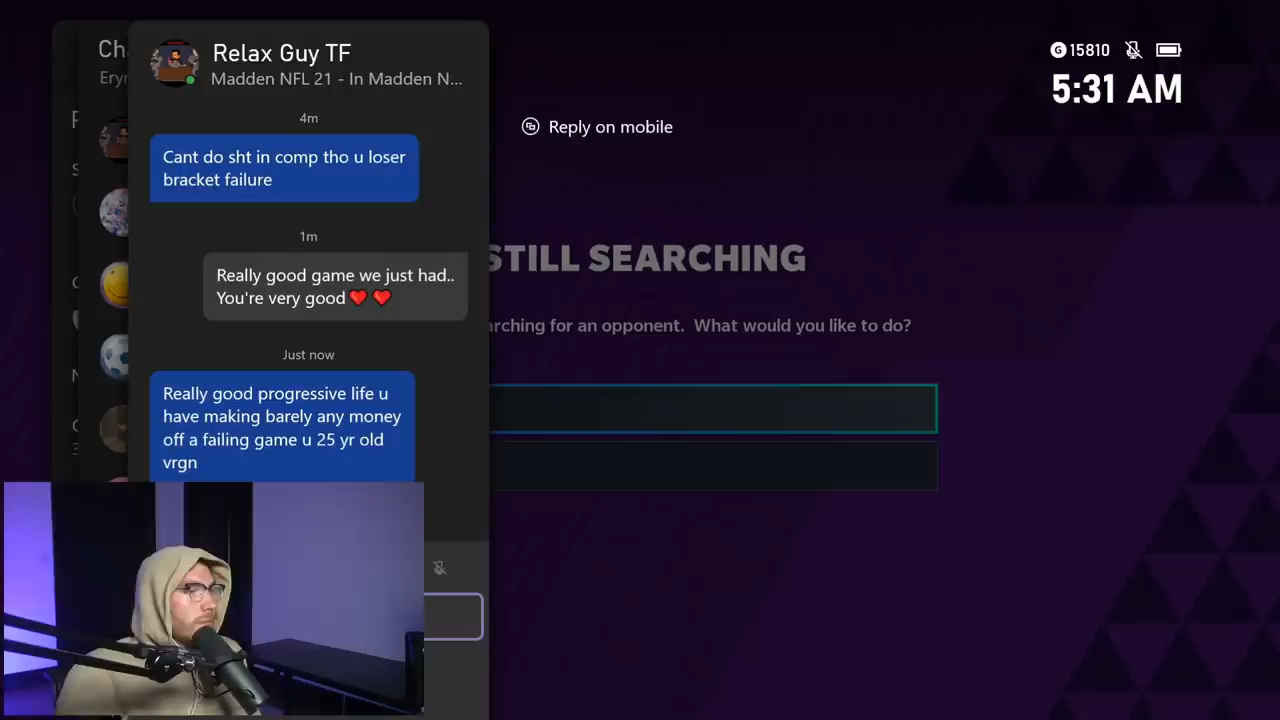 Cha
Eryn
Relax Guy TF
Madden NFL 21 - In Madden N...
4m
Cant do sht in comp tho u loser
bracket failure
1m
Really good game we just had..
You're very good❤️ ❤️
Just now
Really good progressive life u
have making barely any money
off a failing game u 25 yr old
vrgn
Reply on mobile
G 15810
5:31 AM
STILL SEARCHING
arching for an opponent. What would you like to do?